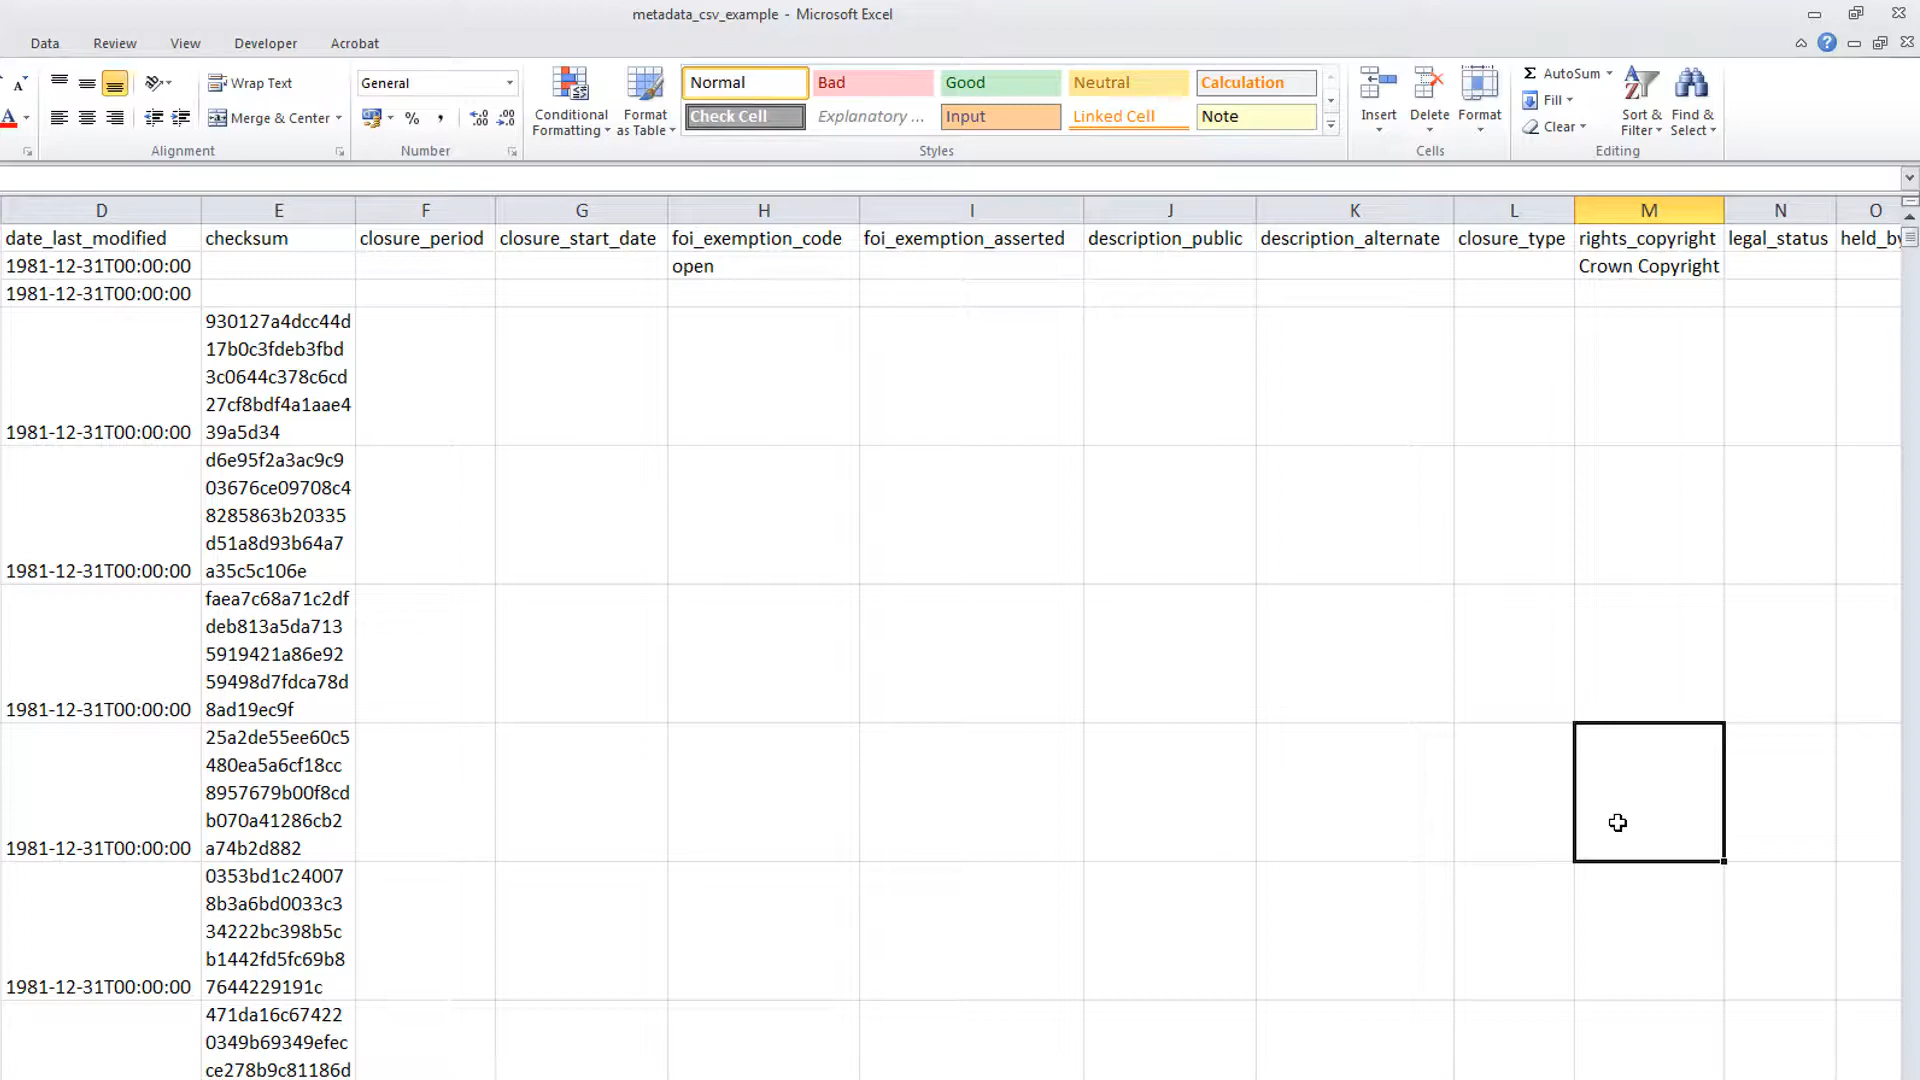 metadata_csv_example - Microsoft Excel
Data Review View Developer Acrobat
Wrap Text General Normal Bad Good Neutral Calculation AutoSum
Merge & Center % , Conditional Formatting Format as Table Check Cell Explanatory ... Input Linked Cell Note Insert Delete Format Fill Clear Sort & Filter Find & Select
Alignment Number Styles Cells Editing
D E F G H I J K L M N O
date_last_modified checksum closure_period closure_start_date foi_exemption_code foi_exemption_asserted description_public description_alternate closure_type rights_copyright legal_status held_by
1981-12-31T00:00:00 open Crown Copyright
1981-12-31T00:00:00
930127a4dcc44d
17b0c3fdeb3fbd
3c0644c378c6cd
27cf8bdf4a1aae4
1981-12-31T00:00:00 39a5d34
d6e95f2a3ac9c9
03676ce09708c4
8285863b20335
d51a8d93b64a7
1981-12-31T00:00:00 a35c5c106e
faea7c68a71c2df
deb813a5da713
5919421a86e92
59498d7fdca78d
1981-12-31T00:00:00 8ad19ec9f
25a2de55ee60c5
480ea5a6cf18cc
8957679b00f8cd
b070a41286cb2
1981-12-31T00:00:00 a74b2d882
0353bd1c24007
8b3a6bd0033c3
34222bc398b5c
b1442fd5fc69b8
1981-12-31T00:00:00 7644229191c
471da16c67422
0349b69349efec
ce278b9c81186d